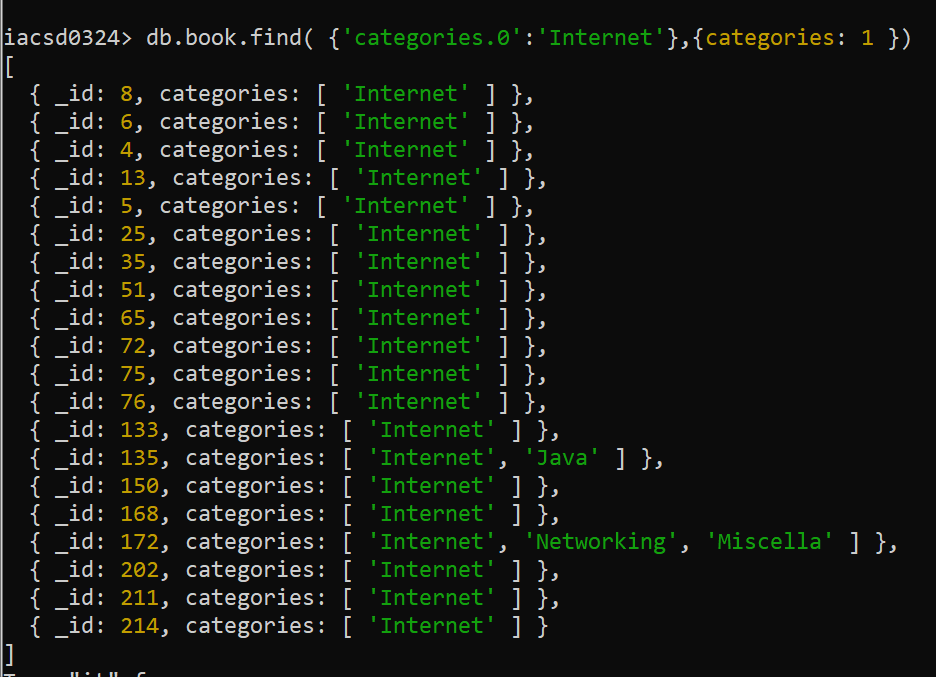 iacsd0324> db.book.find( {'categories.0':'Internet'},{categories: 1 })
[
  { _id: 8, categories: [ 'Internet' ] },
  { _id: 6, categories: [ 'Internet' ] },
  { _id: 4, categories: [ 'Internet' ] },
  { _id: 13, categories: [ 'Internet' ] },
  { _id: 5, categories: [ 'Internet' ] },
  { _id: 25, categories: [ 'Internet' ] },
  { _id: 35, categories: [ 'Internet' ] },
  { _id: 51, categories: [ 'Internet' ] },
  { _id: 65, categories: [ 'Internet' ] },
  { _id: 72, categories: [ 'Internet' ] },
  { _id: 75, categories: [ 'Internet' ] },
  { _id: 76, categories: [ 'Internet' ] },
  { _id: 133, categories: [ 'Internet' ] },
  { _id: 135, categories: [ 'Internet', 'Java' ] },
  { _id: 150, categories: [ 'Internet' ] },
  { _id: 168, categories: [ 'Internet' ] },
  { _id: 172, categories: [ 'Internet', 'Networking', 'Miscella' ] },
  { _id: 202, categories: [ 'Internet' ] },
  { _id: 211, categories: [ 'Internet' ] },
  { _id: 214, categories: [ 'Internet' ] }
]